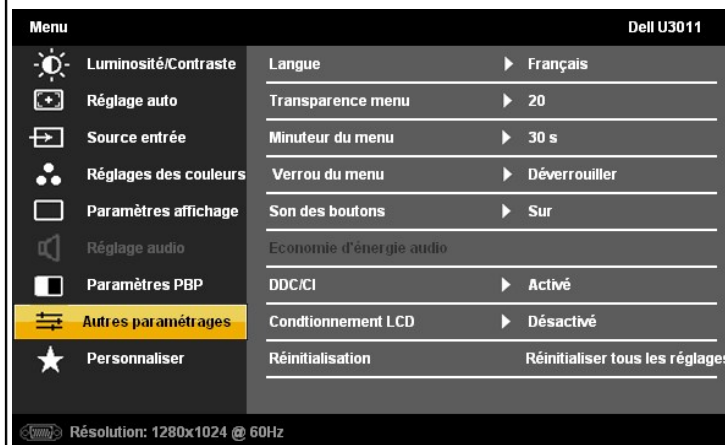 Menu Dell U3011
Luminosité/Contraste Langue Français
Réglage auto Transparence menu 20
Source entrée Minuteur du menu 30 s
Réglages des couleurs Verrou du menu Déverrouiller
Paramètres affichage Son des boutons Sur
Réglage audio Economie d'énergie audio
Paramètres PBP DDC/CI Activé
Autres paramétrages Condtionnement LCD Désactivé
Personnaliser Réinitialisation Réinitialiser tous les réglages
Résolution: 1280x1024 @ 60Hz